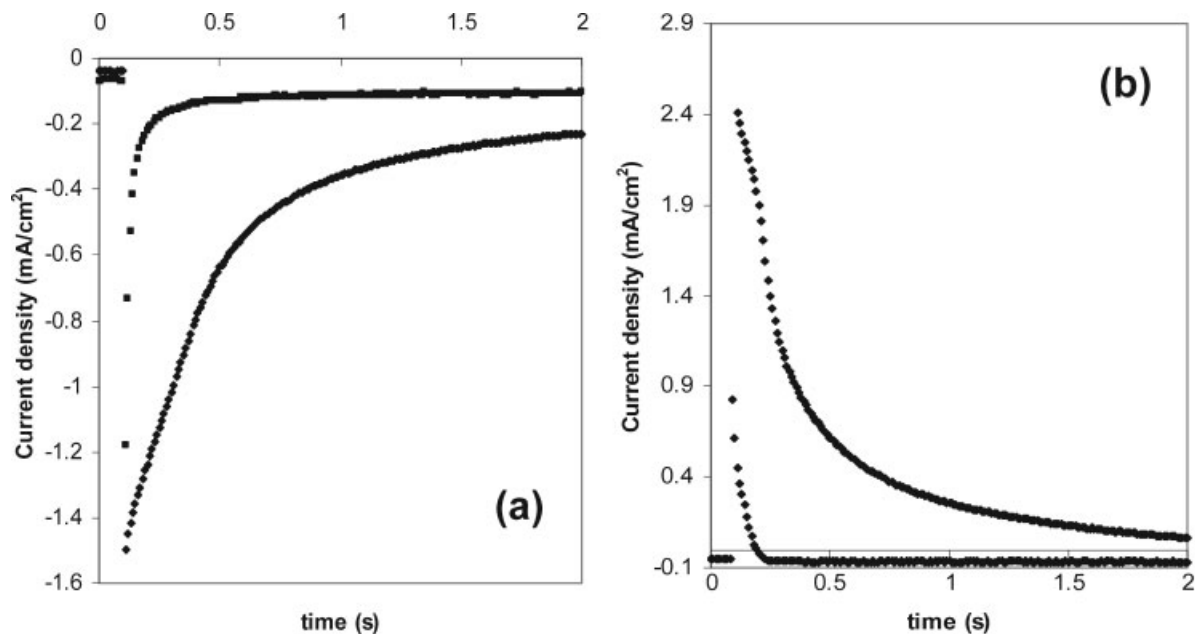 0 0.5 1 1.5 2
0
-0.2
-0.4
-0.6
-0.8
-1
-1.2
-1.4
-1.6
Current density (mA/cm²)
(a)
time (s)
2.9
2.4
1.9
1.4
0.9
0.4
-0.1
0 0.5 1 1.5 2
Current density (mA/cm²)
(b)
time (s)